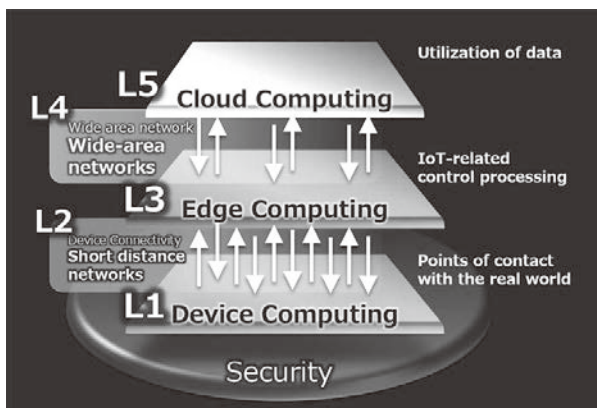 Utilization of data
L5
Cloud Computing
L4
Wide area network
Wide-area
networks
IoT-related
control processing
L3
Edge Computing
L2
Device Connectivity
Short distance
networks
Points of contact
with the real world
L1
Device Computing
Security